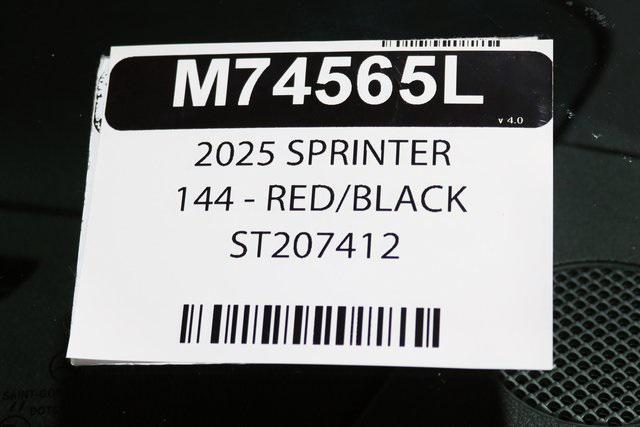 M74565L
v 4.0
2025 SPRINTER
144 - RED/BLACK
ST207412